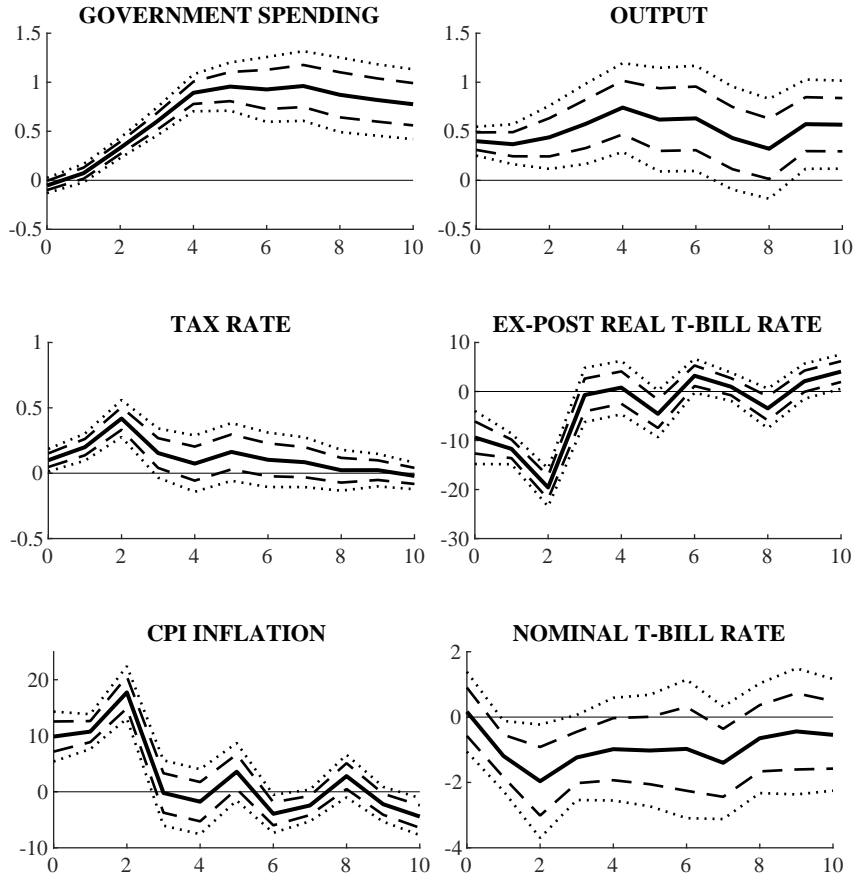 GOVERNMENT SPENDING
1.5
1
0.5
0
-0.5
0 2 4 6 8 10
OUTPUT
1.5
1
0.5
0
-0.5
0 2 4 6 8 10
TAX RATE
1
0.5
0
-0.5
0 2 4 6 8 10
EX-POST REAL T-BILL RATE
10
0
-10
-20
-30
0 2 4 6 8 10
CPI INFLATION
20
10
0
-10
0 2 4 6 8 10
NOMINAL T-BILL RATE
2
0
-2
-4
0 2 4 6 8 10